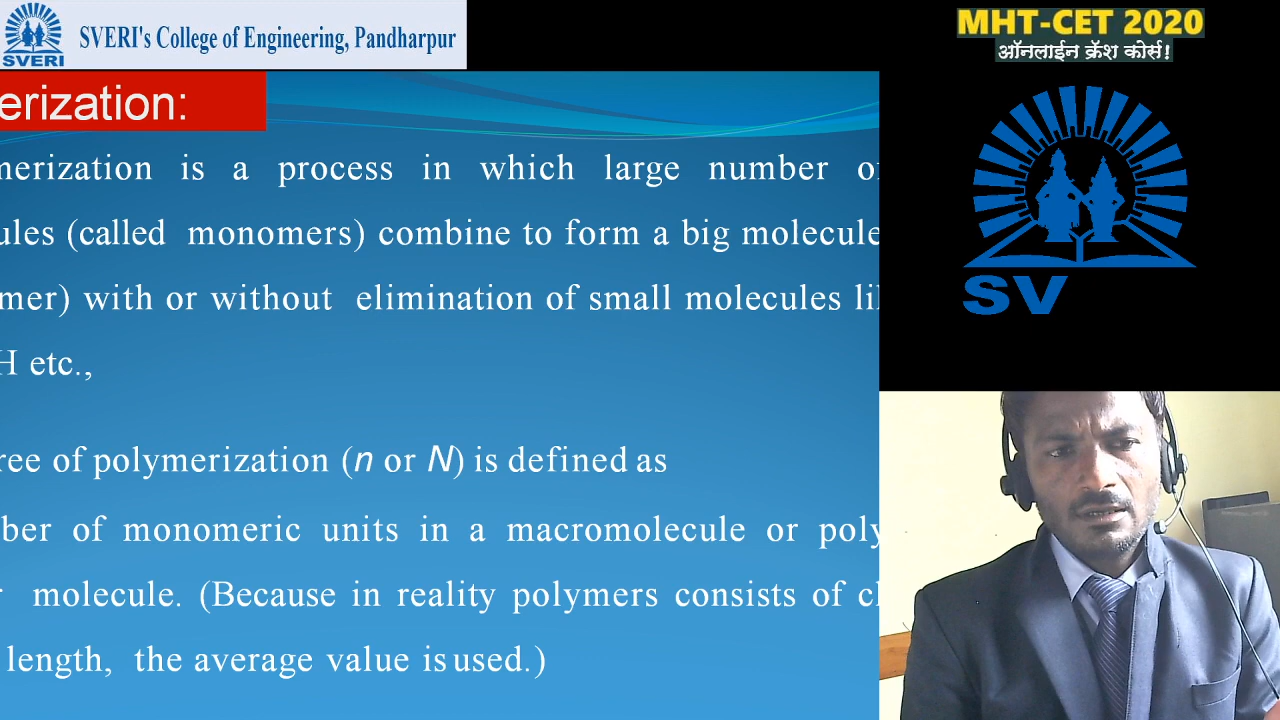 SVERI
SVERI's College of Engineering, Pandharpur
MHT-CET 2020
ऑनलाईन क्रॅश कोर्स!
SV
erization:
merization is a process in which large number of
ules (called monomers) combine to form a big molecule
mer) with or without elimination of small molecules li
H etc.,
ree of polymerization (n or N) is defined as
ber of monomeric units in a macromolecule or poly
molecule. (Because in reality polymers consists of c
length, the average value is used.)